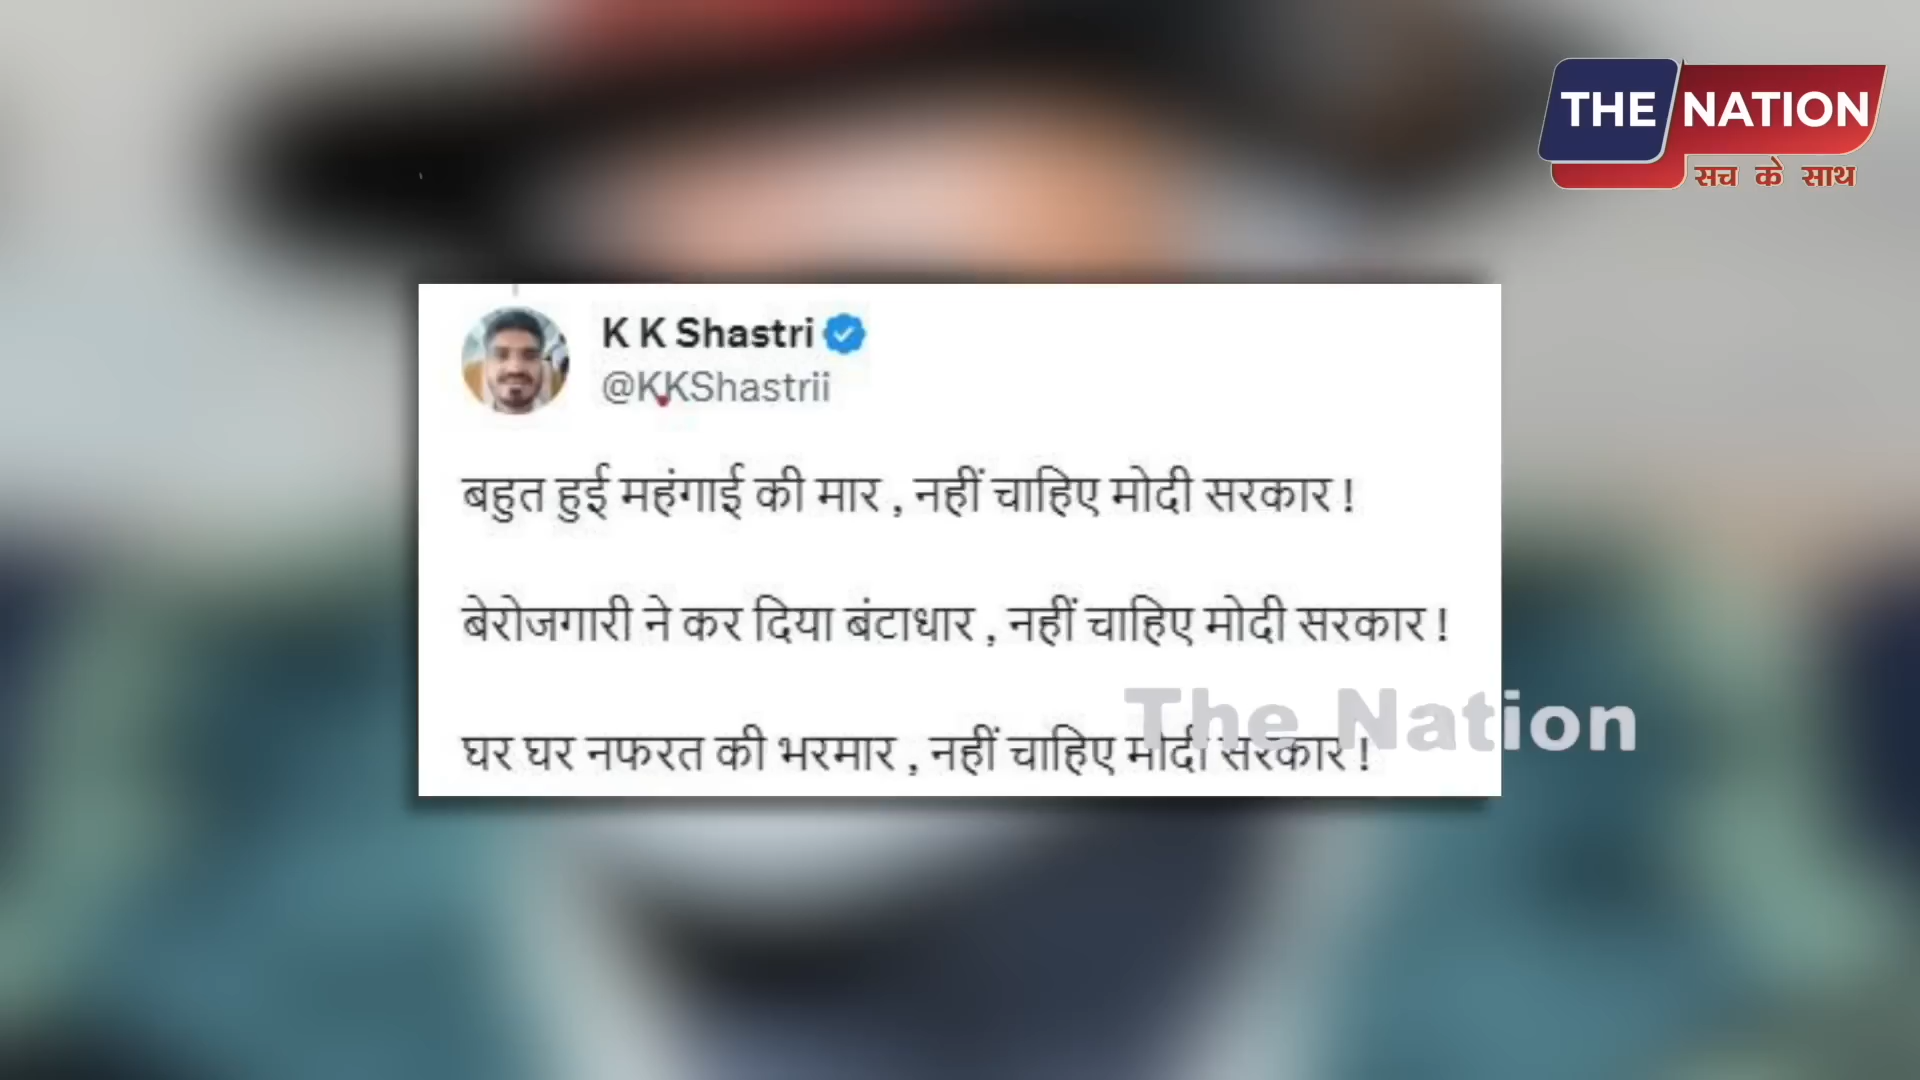 THE NATION
सच के साथ
K K Shastri
@KKShastrii
बहुत हुई महंगाई की मार , नहीं चाहिए मोदी सरकार !
बेरोजगारी ने कर दिया बंटाधार , नहीं चाहिए मोदी सरकार !
The Nation
घर घर नफरत की भरमार , नहीं चाहिए मोदी सरकार !